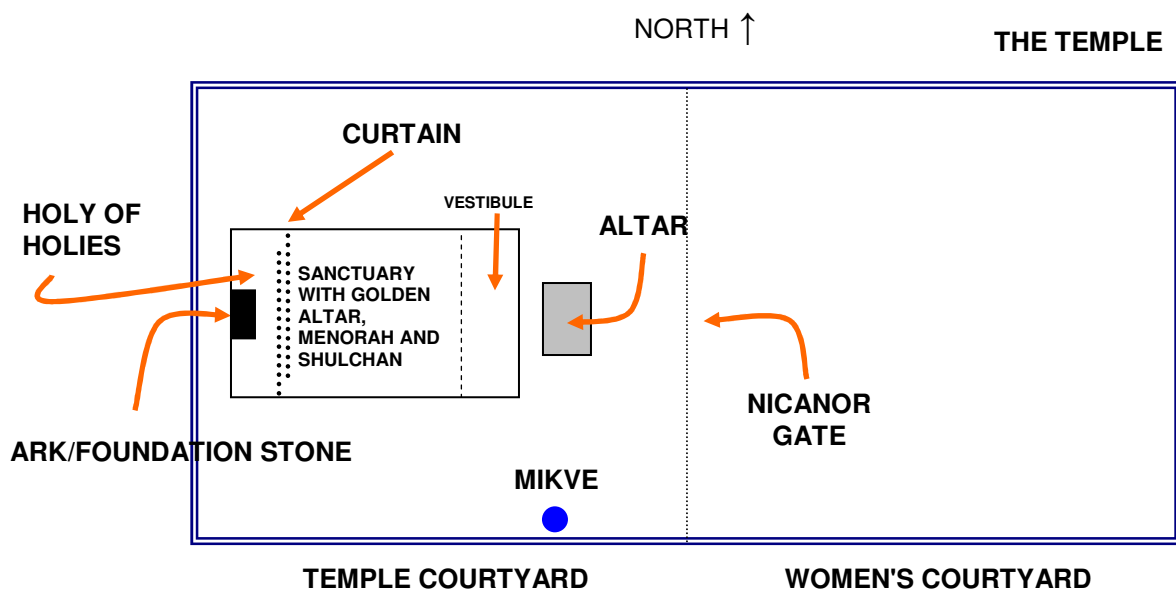 NORTH ↑
THE TEMPLE
CURTAIN
VESTIBULE
HOLY OF
HOLIES
ALTAR
SANCTUARY
WITH GOLDEN
ALTAR,
MENORAH AND
SHULCHAN
NICANOR
GATE
ARK/FOUNDATION STONE
MIKVE
TEMPLE COURTYARD
WOMEN'S COURTYARD